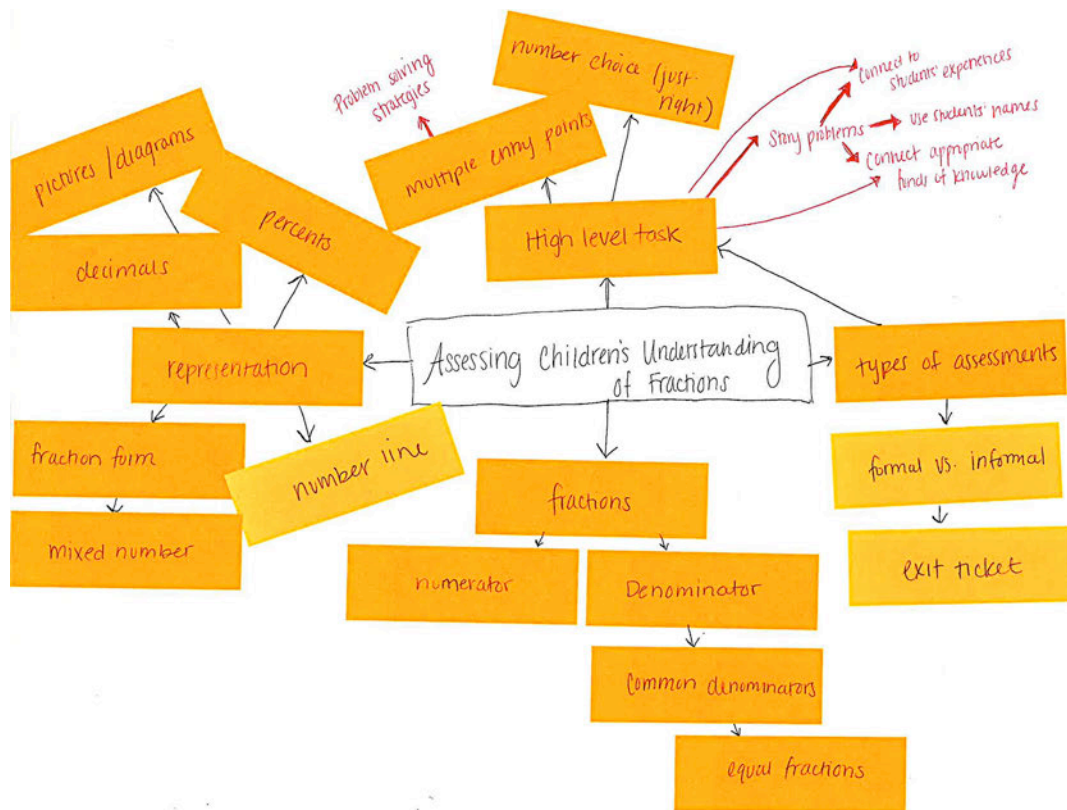 number choice (just-
right)
Problem solving
strategies
multiple entry points
Connect to
students' experiences
Story problems
use students' names
Connect appropriate
funds of knowledge
pictures/diagrams
percents
High level task
decimals
Assessing Children's Understanding
of Fractions
representation
types of assessments
fraction form
number line
formal vs. informal
fractions
mixed number
exit ticket
numerator
Denominator
Common denominators
equal fractions